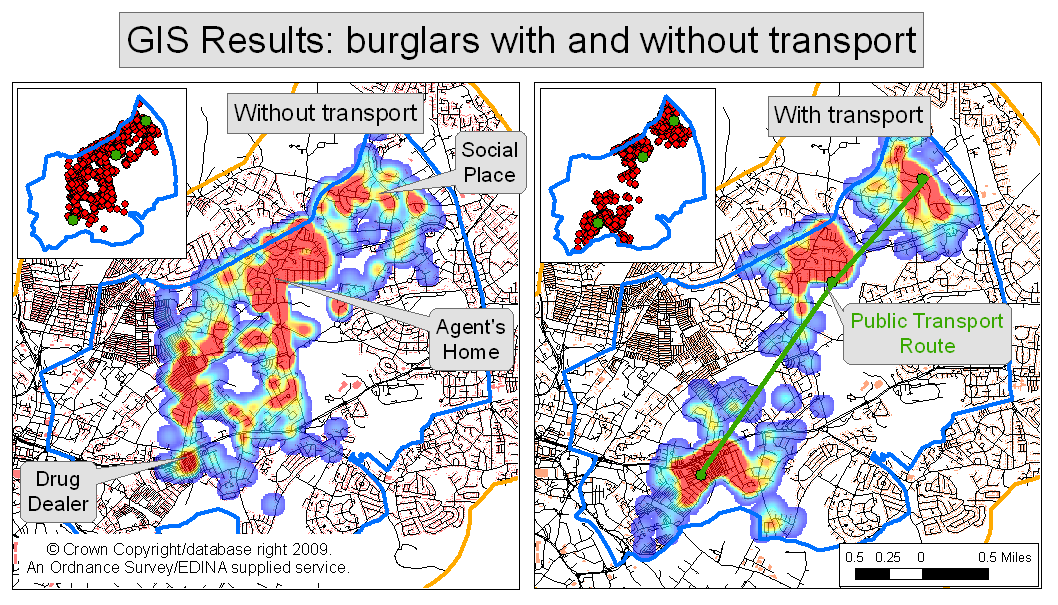 GIS Results: burglars with and without transport
Without transport
Social
Place
Agent's
Home
Drug
Dealer
© Crown Copyright/database right 2009.
An Ordnance Survey/EDINA supplied service.
With transport
Public Transport
Route
0.5 0.25 0 0.5 Miles